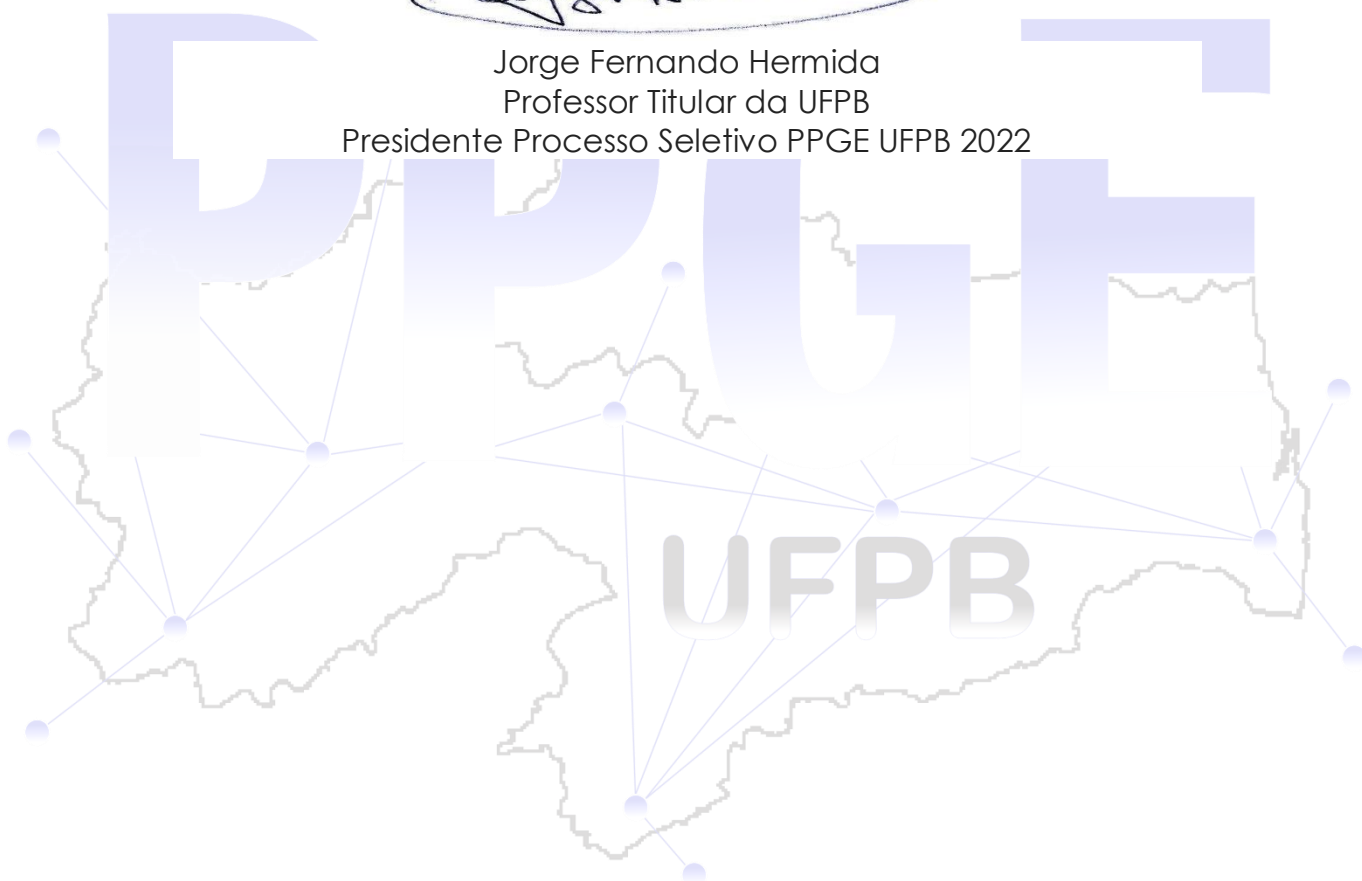 Jorge Fernando Hermida
Professor Titular da UFPB
Presidente Processo Seletivo PPGE UFPB 2022
PPGE
UFPB